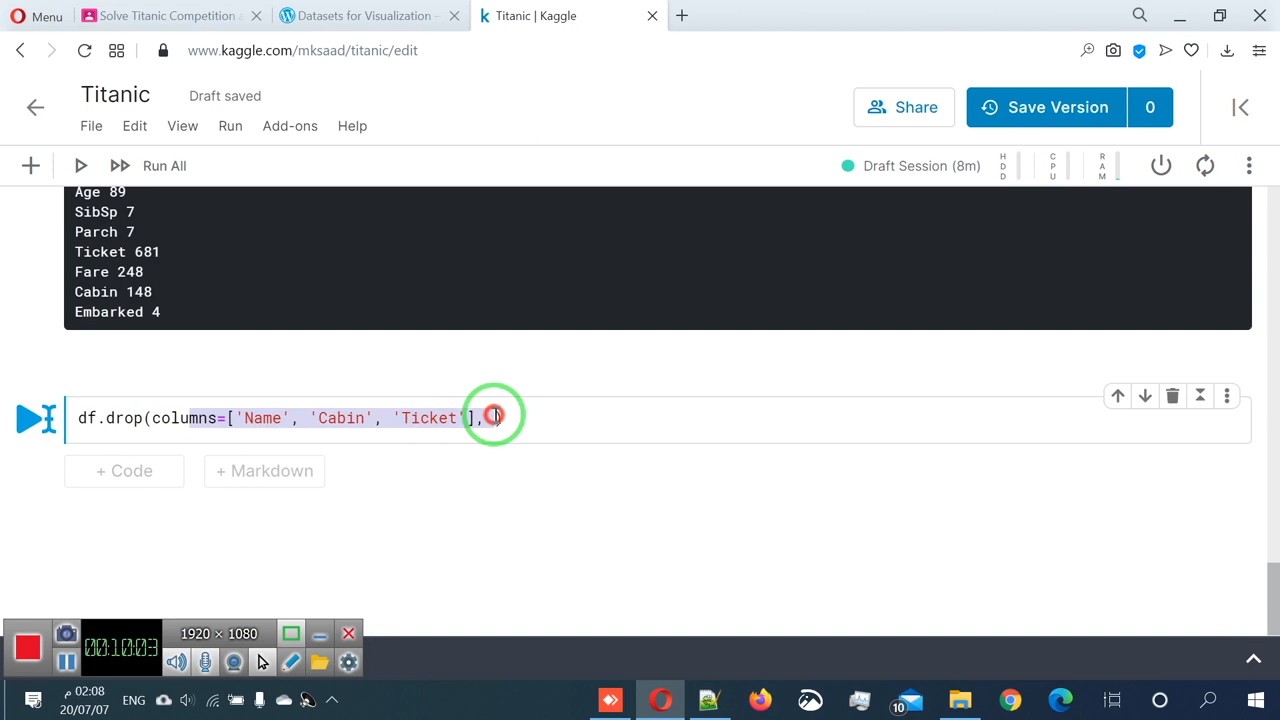 Menu
Solve Titanic Competition a
Datasets for Visualization –
Titanic | Kaggle
www.kaggle.com/mksaad/titanic/edit
Titanic
Draft saved
Share
Save Version
0
File
Edit
View
Run
Add-ons
Help
Run All
Draft Session (8m)
HDD
CPU
RAM
Age 89
SibSp 7
Parch 7
Ticket 681
Fare 248
Cabin 148
Embarked 4
df.drop(columns=['Name', 'Cabin', 'Ticket'],
+ Code
+ Markdown
00:10:03
1920 × 1080
ENG
02:08 م
20/07/07
10